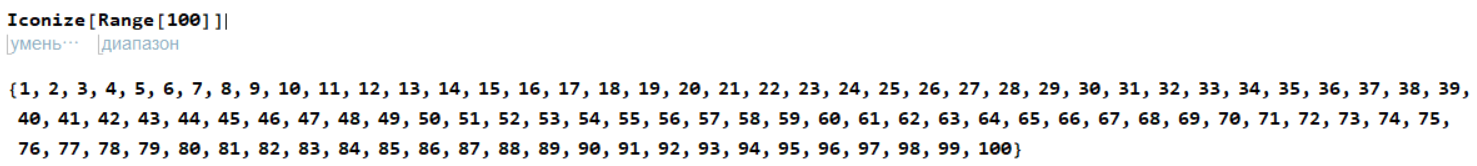 Iconize[Range[100]]
умень… диапазон
{1, 2, 3, 4, 5, 6, 7, 8, 9, 10, 11, 12, 13, 14, 15, 16, 17, 18, 19, 20, 21, 22, 23, 24, 25, 26, 27, 28, 29, 30, 31, 32, 33, 34, 35, 36, 37, 38, 39,
40, 41, 42, 43, 44, 45, 46, 47, 48, 49, 50, 51, 52, 53, 54, 55, 56, 57, 58, 59, 60, 61, 62, 63, 64, 65, 66, 67, 68, 69, 70, 71, 72, 73, 74, 75,
76, 77, 78, 79, 80, 81, 82, 83, 84, 85, 86, 87, 88, 89, 90, 91, 92, 93, 94, 95, 96, 97, 98, 99, 100}